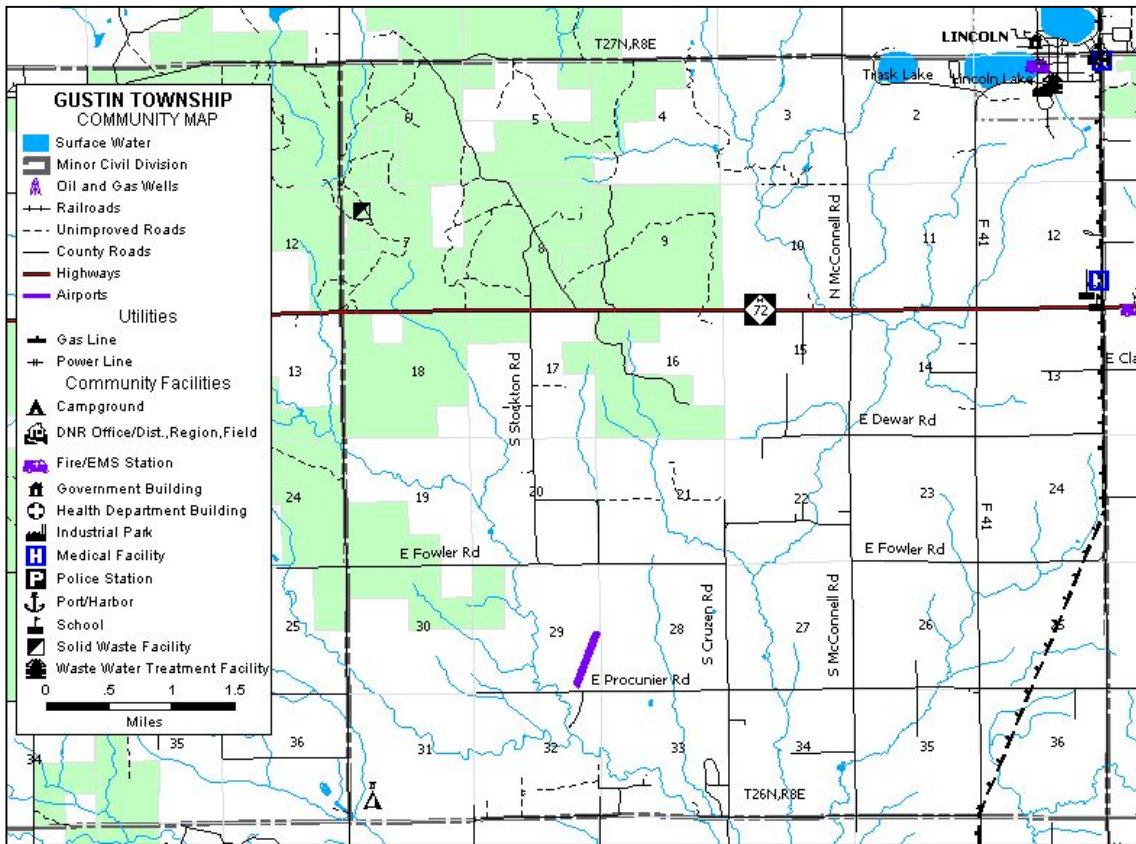 GUSTIN TOWNSHIP
COMMUNITY MAP
Surface Water
Minor Civil Division
Oil and Gas Wells
Railroads
Unimproved Roads
County Roads
Highways
Airports
Utilities
Gas Line
Power Line
Community Facilities
Campground
DNR Office/Dist.,Region,Field
Fire/EMS Station
Government Building
Health Department Building
Industrial Park
H Medical Facility
P Police Station
Port/Harbor
School
Solid Waste Facility
Waste Water Treatment Facility
0 .5 1 1.5
Miles
T27N,R8E
LINCOLN
H
Trask Lake
Lincoln Lake
1
6
5
4
3
2
12
7
8
9
10
11
12
N McConnell Rd
F 41
H
M
72
13
18
17
16
15
14
13
E Cla
S Stockton Rd
E Dewar Rd
24
19
20
21
22
23
24
F 41
E Fowler Rd
E Fowler Rd
25
30
29
28
27
26
25
S Cruzen Rd
S McConnell Rd
E Procunier Rd
34
35
36
31
32
33
34
35
36
T26N,R8E